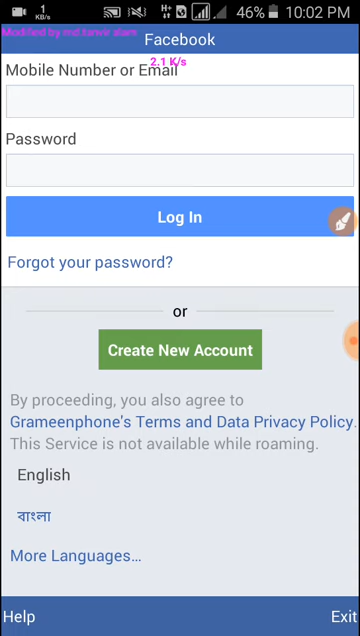 1
KB/s
H+
46%
10:02 PM
Modified by md.tanvir alam
Facebook
2.1 K/s
Mobile Number or Email
Password
Log In
Forgot your password?
or
Create New Account
By proceeding, you also agree to
Grameenphone's Terms and Data Privacy Policy.
This Service is not available while roaming.
English
বাংলা
More Languages...
Help
Exit